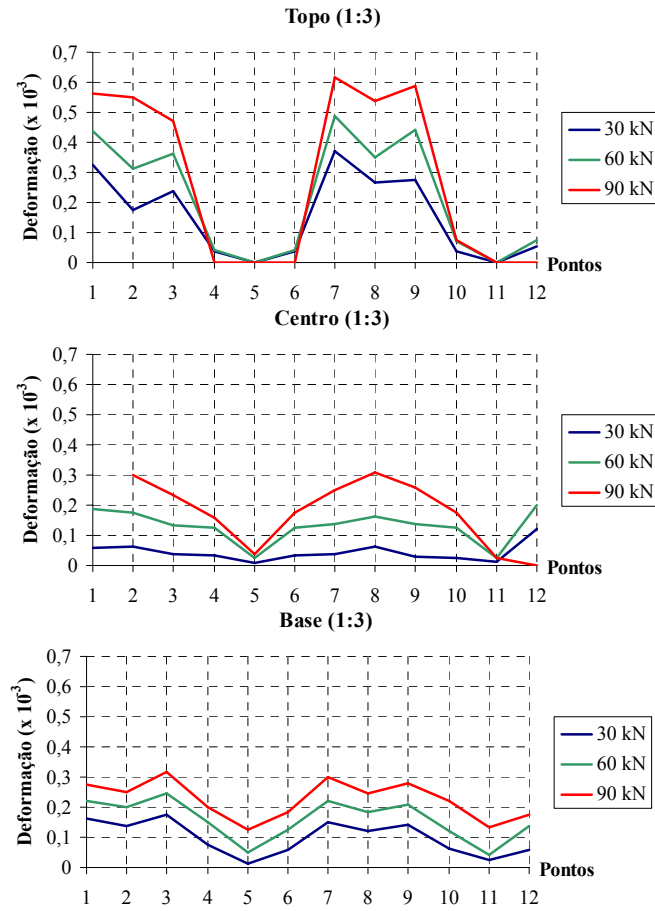 Topo (1:3)
Deformação (x 10⁻³)
0,7
0,6
0,5
0,4
0,3
0,2
0,1
0
1 2 3 4 5 6 7 8 9 10 11 12
Pontos
30 kN
60 kN
90 kN
Centro (1:3)
Deformação (x 10⁻³)
0,7
0,6
0,5
0,4
0,3
0,2
0,1
0
1 2 3 4 5 6 7 8 9 10 11 12
Pontos
30 kN
60 kN
90 kN
Base (1:3)
Deformação (x 10⁻³)
0,7
0,6
0,5
0,4
0,3
0,2
0,1
0
1 2 3 4 5 6 7 8 9 10 11 12
Pontos
30 kN
60 kN
90 kN